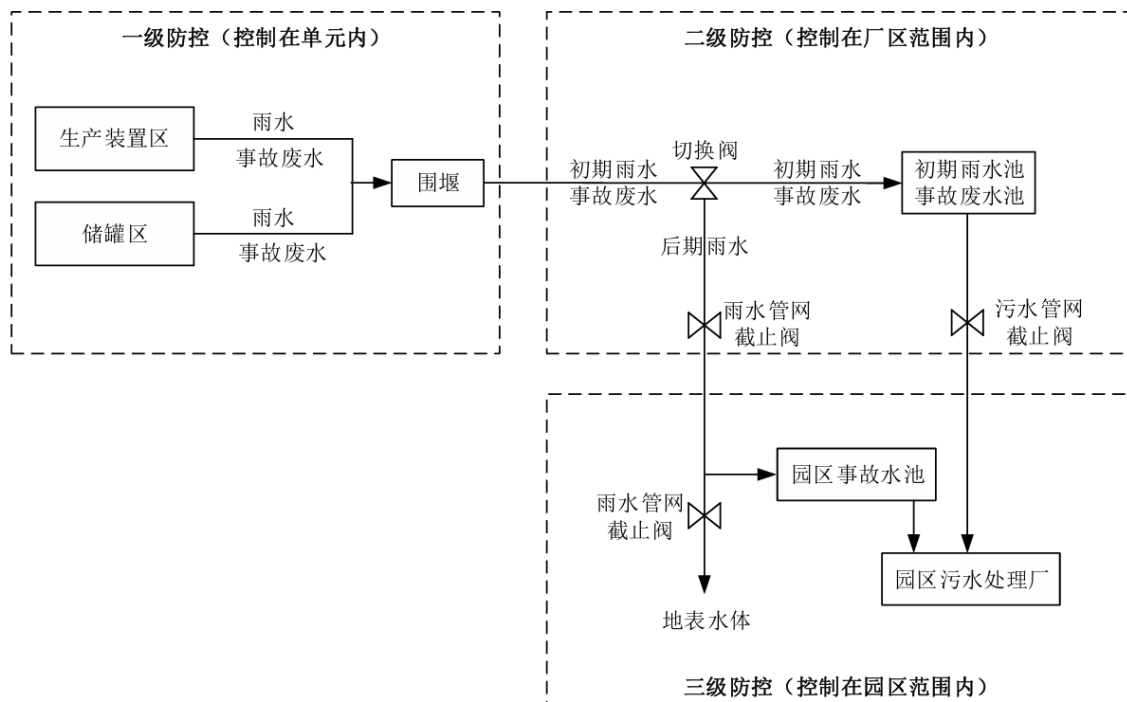 一级防控（控制在单元内）
生产装置区
雨水
事故废水
储罐区
雨水
事故废水
围堰
二级防控（控制在厂区范围内）
初期雨水
事故废水
切换阀
初期雨水
事故废水
初期雨水池
事故废水池
后期雨水
雨水管网
截止阀
污水管网
截止阀
园区事故水池
雨水管网
截止阀
园区污水处理厂
地表水体
三级防控（控制在园区范围内）